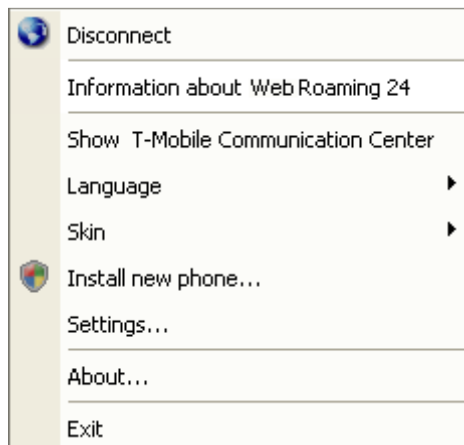 Disconnect
Information about Web Roaming 24
Show T-Mobile Communication Center
Language
Skin
Install new phone...
Settings...
About...
Exit